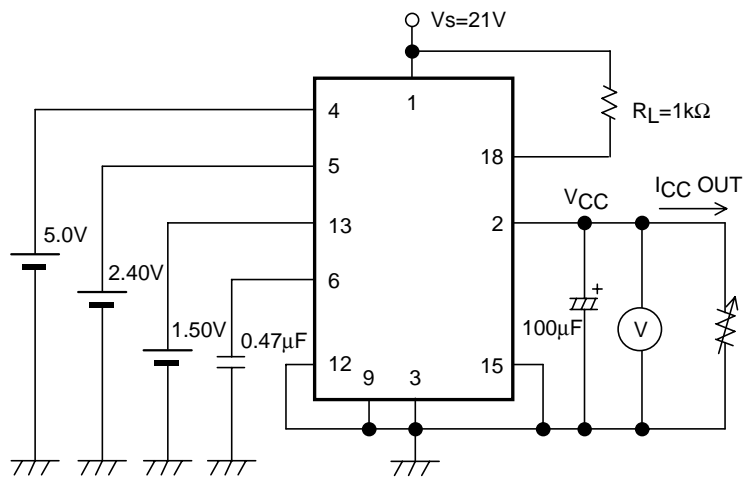 Vs=21V
1
4
RL=1kΩ
5
18
VCC
ICC OUT
13
2
5.0V
2.40V
6
+
1.50V
0.47µF
100µF
V
12
9
3
15